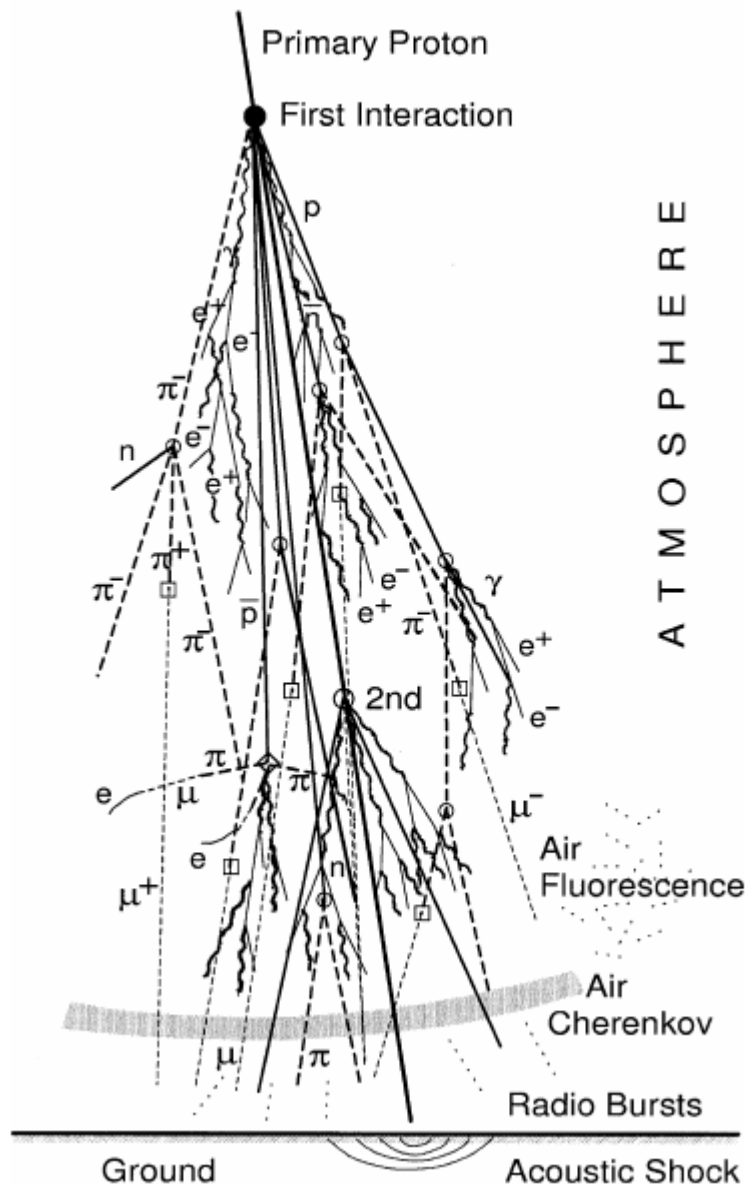 Primary Proton
First Interaction
p
γ
e⁺
n̅
e⁻
π⁻
n
e⁻
e⁺
π⁺
π⁻
p̅
π⁻
e⁻
e⁺
π⁻
γ
e⁺
e⁻
2nd
π
π
e
μ
e
n
μ⁺
μ⁻
Air
Fluorescence
Air
Cherenkov
μ
π
Radio Bursts
Ground
Acoustic Shock
ATMOSPHERE